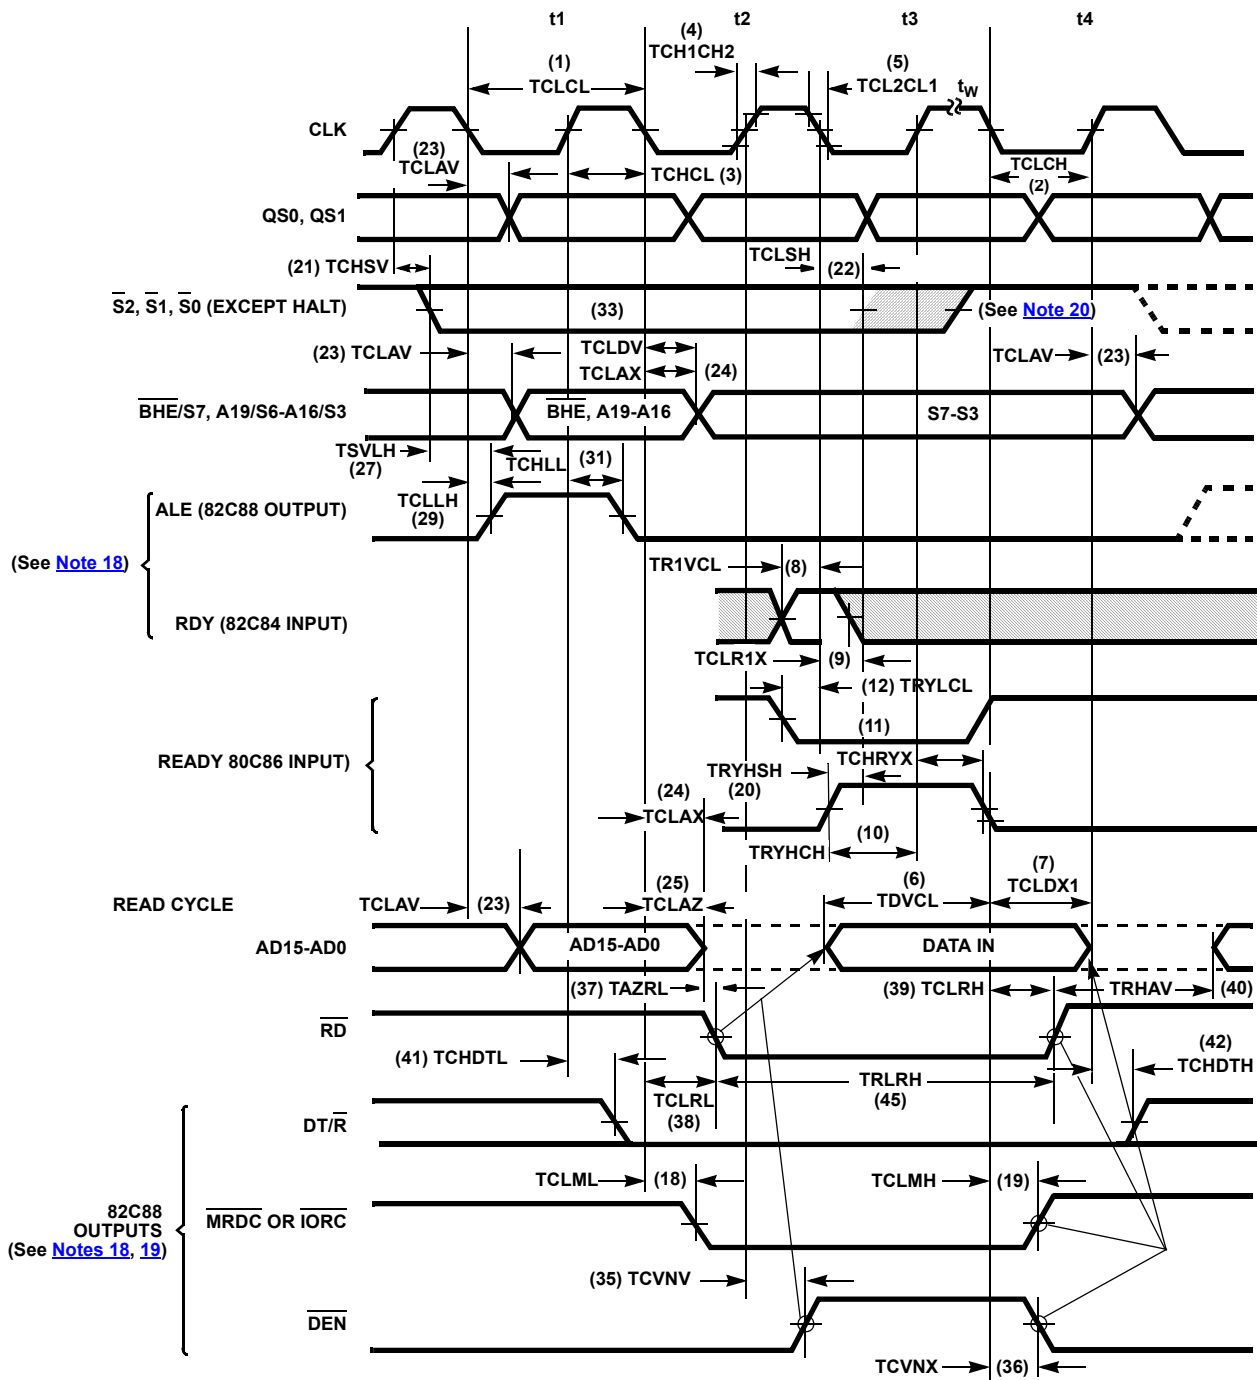 t1
t2
t3
t4
(4)
TCH1CH2
(1)
TCLCL
(5)
TCL2CL1
tW
CLK
(23)
TCLAV
TCHCL (3)
TCLCH
(2)
QS0, QS1
TCLSH
(22)
(21) TCHSV
S2, S1, S0 (EXCEPT HALT)
(33)
(See Note 20)
(23) TCLAV
TCLDV
TCLAX
(24)
TCLAV
(23)
BHE/S7, A19/S6-A16/S3
BHE, A19-A16
S7-S3
TSVLH
(27)
TCHLL
(31)
TCLLH
(29)
ALE (82C88 OUTPUT)
(See Note 18)
TR1VCL
(8)
RDY (82C84 INPUT)
TCLR1X
(9)
(12) TRYLCL
(11)
READY 80C86 INPUT)
TCHRYX
TRYHSH
(20)
(24)
TCLAX
(10)
TRYHCH
READ CYCLE
TCLAV
(23)
(25)
TCLAZ
(6)
TDVCL
(7)
TCLDX1
AD15-AD0
AD15-AD0
DATA IN
(37) TAZRL
(39) TCLRH
TRHAV
(40)
RD
(41) TCHDTL
(42)
TCHDTH
TCLRL
(38)
TRLRH
(45)
DT/R
TCLML
(18)
TCLMH
(19)
82C88
OUTPUTS
(See Notes 18, 19)
MRDC OR IORC
(35) TCVNV
DEN
TCVNX
(36)